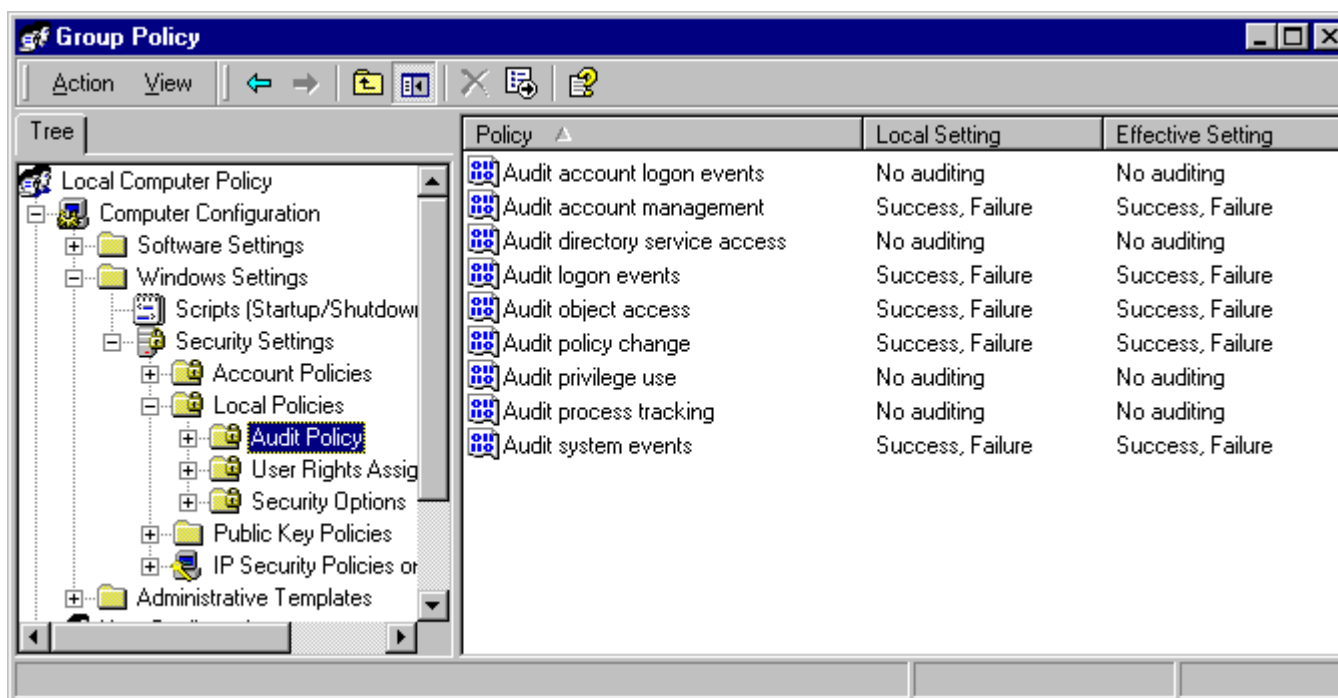 Group Policy
Action View
Tree
Local Computer Policy
Computer Configuration
Software Settings
Windows Settings
Scripts (Startup/Shutdow
Security Settings
Account Policies
Local Policies
Audit Policy
User Rights Assig
Security Options
Public Key Policies
IP Security Policies or
Administrative Templates
Policy Local Setting Effective Setting
Audit account logon events No auditing No auditing
Audit account management Success, Failure Success, Failure
Audit directory service access No auditing No auditing
Audit logon events Success, Failure Success, Failure
Audit object access Success, Failure Success, Failure
Audit policy change Success, Failure Success, Failure
Audit privilege use No auditing No auditing
Audit process tracking No auditing No auditing
Audit system events Success, Failure Success, Failure